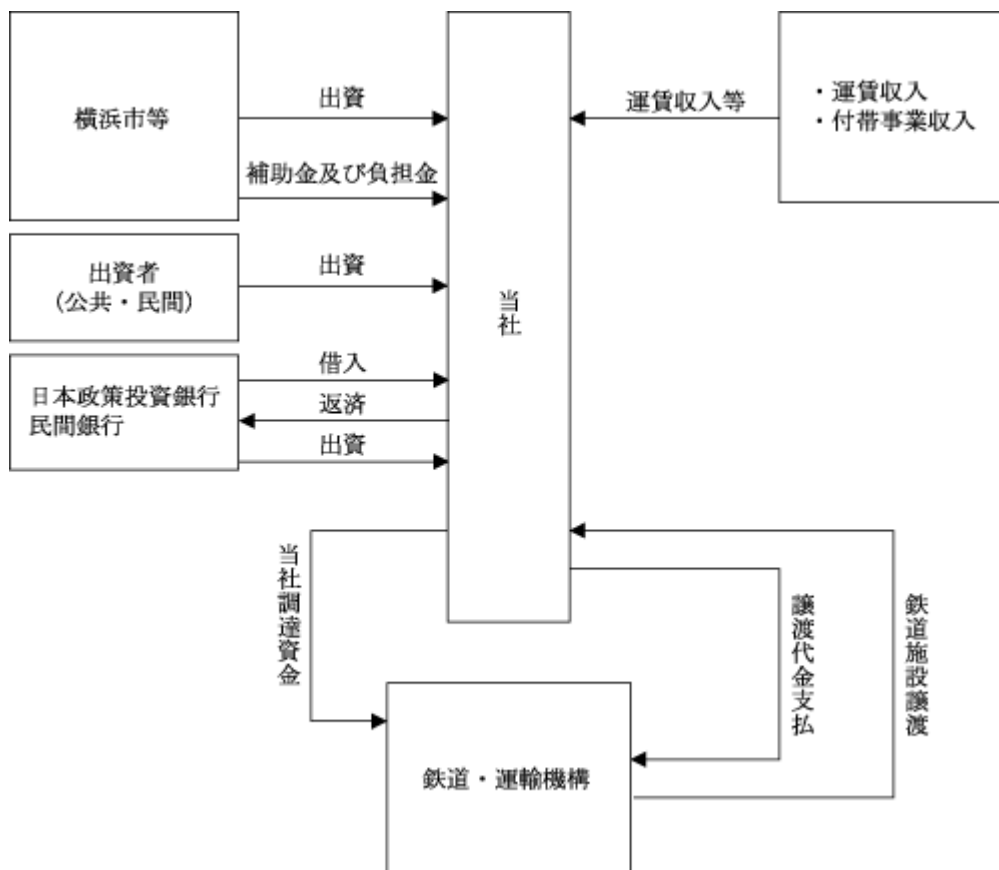 横浜市等
出資
補助金及び負担金
出資者
(公共・民間)
出資
日本政策投資銀行
民間銀行
借入
返済
出資
当社
運賃収入等
・運賃収入
・付帯事業収入
当社調達資金
譲渡代金支払
鉄道施設譲渡
鉄道・運輸機構